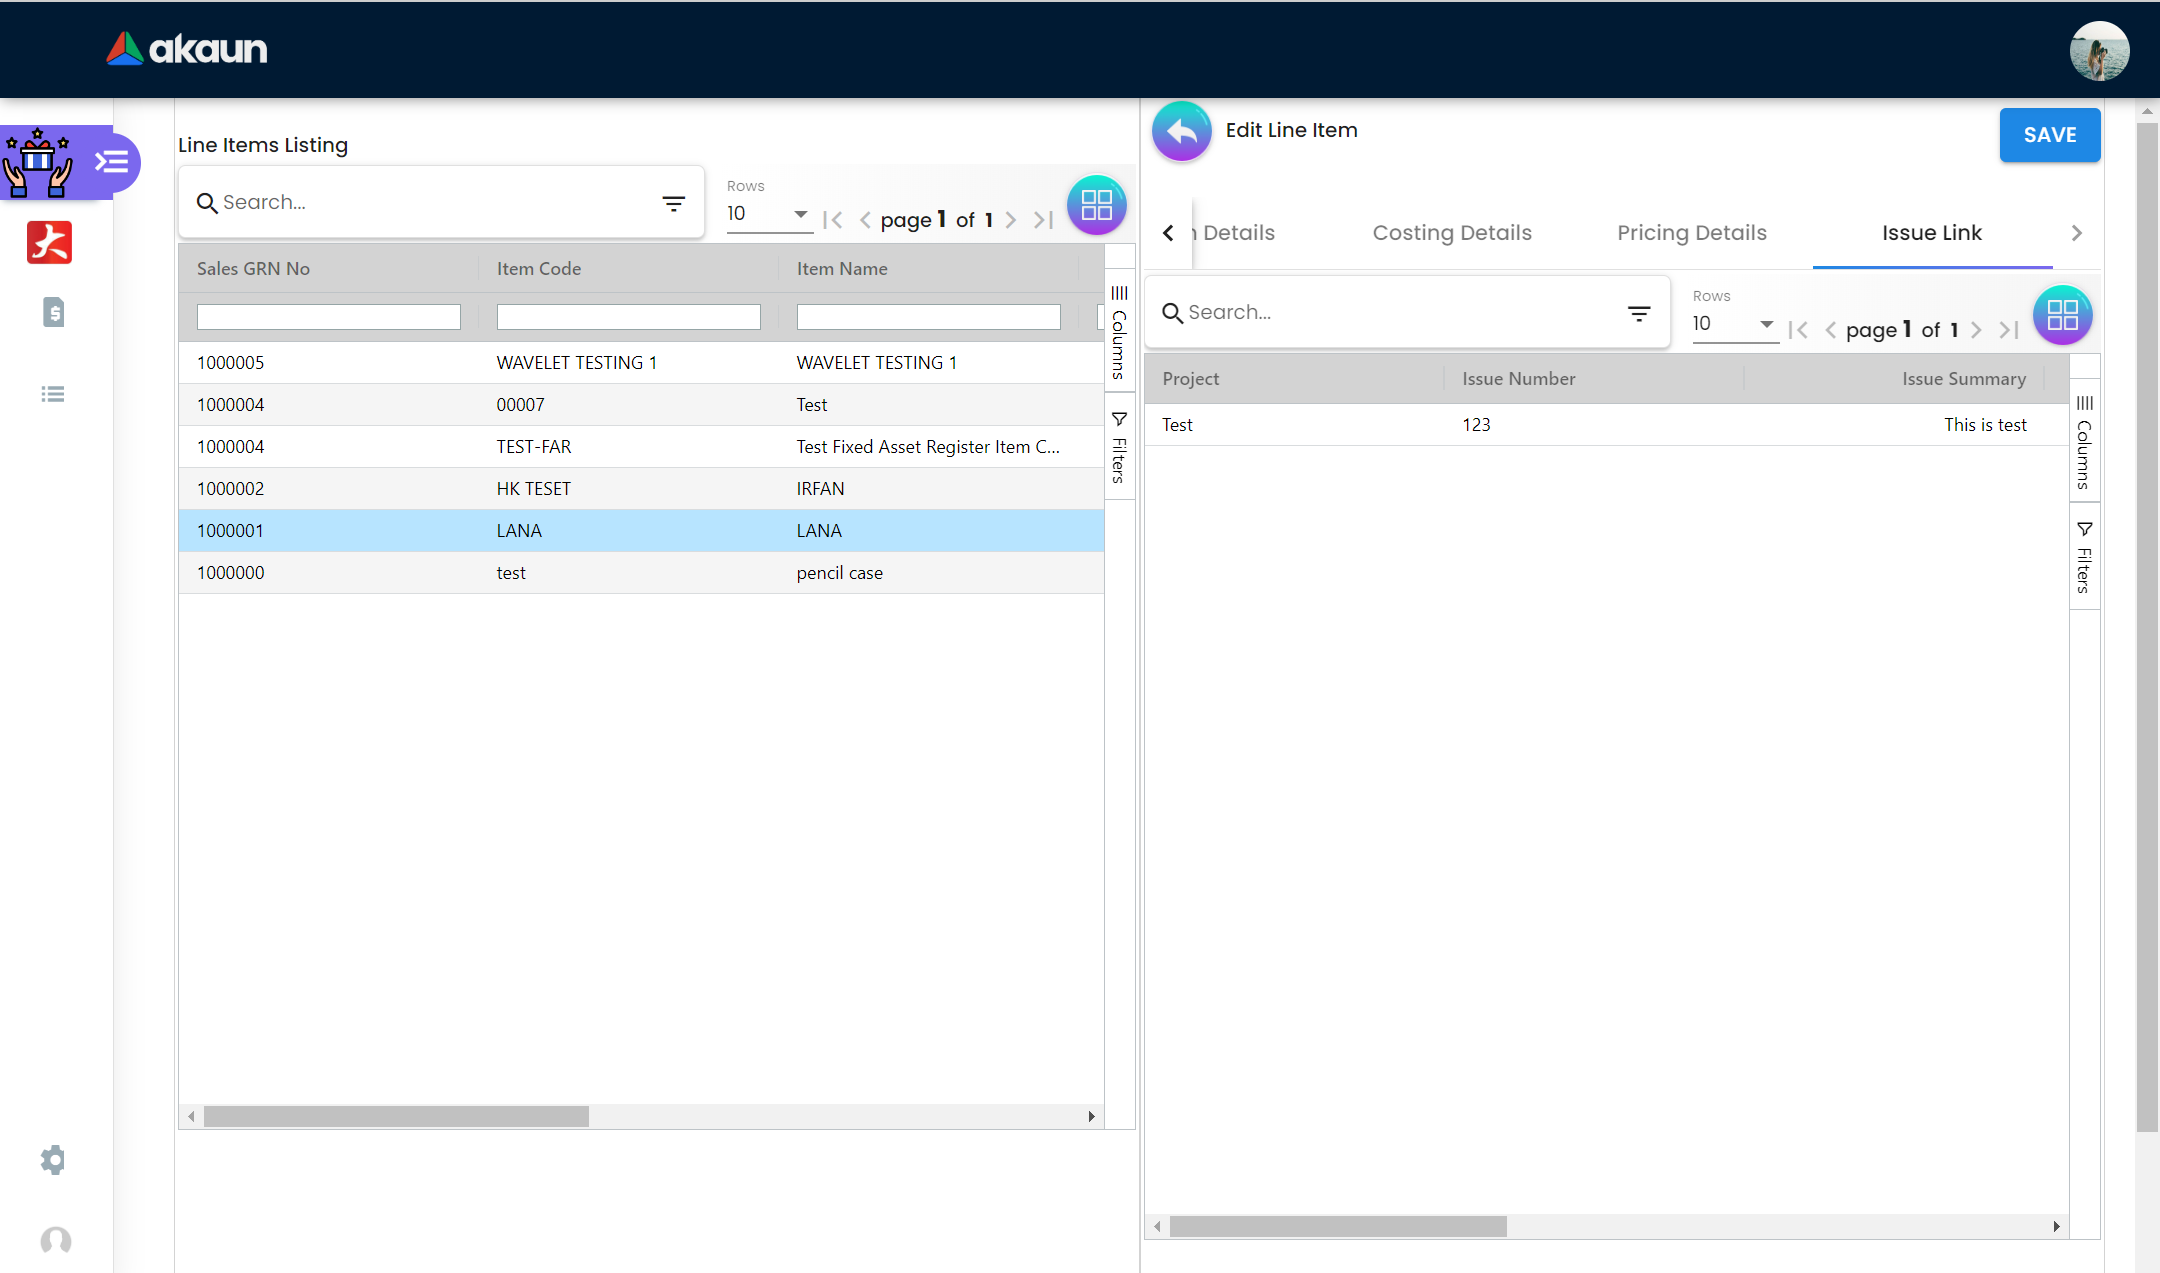 akaun
Line Items Listing
Search...
Rows
10
page 1 of 1
Sales GRN No Item Code Item Name
1000005 WAVELET TESTING 1 WAVELET TESTING 1
1000004 00007 Test
1000004 TEST-FAR Test Fixed Asset Register Item C...
1000002 HK TESET IRFAN
1000001 LANA LANA
1000000 test pencil case
Columns
Filters
Edit Line Item
SAVE
Details Costing Details Pricing Details Issue Link
Search...
Rows
10
page 1 of 1
Project Issue Number Issue Summary
Test 123 This is test
Columns
Filters